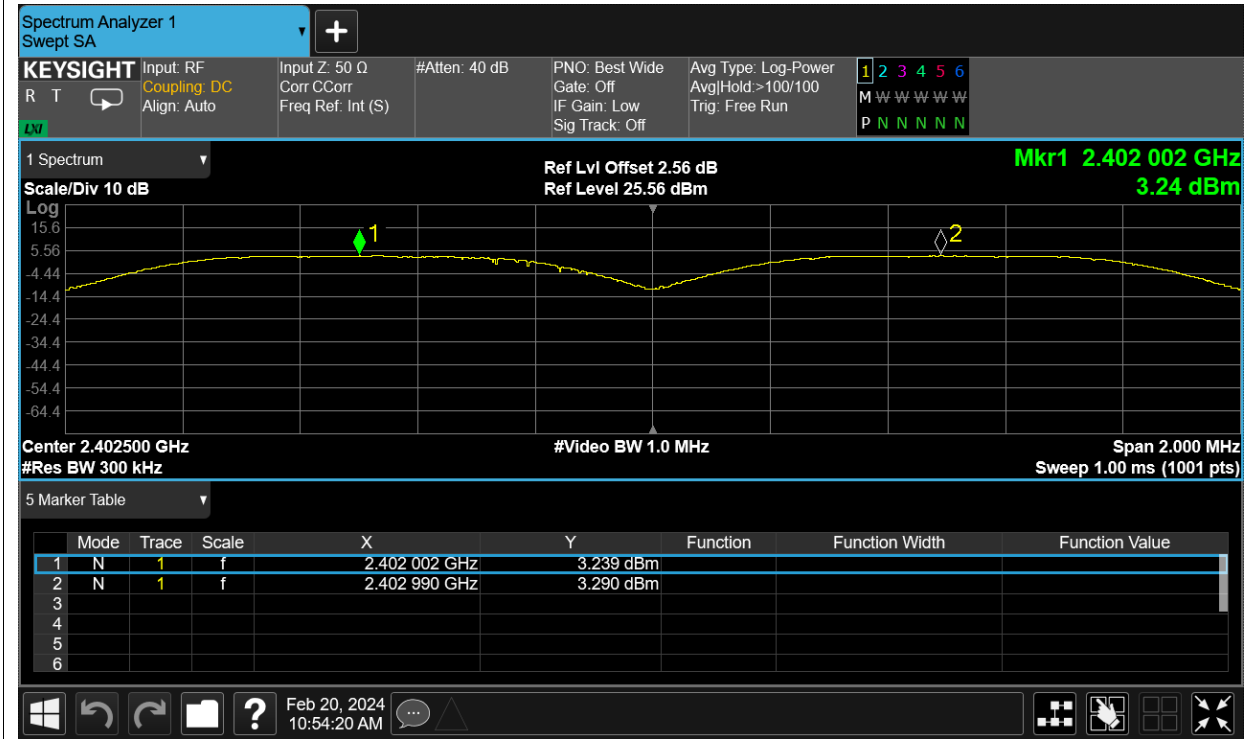 Spectrum Analyzer 1
Swept SA
KEYSIGHT
R T
LXI
Input: RF
Coupling: DC
Align: Auto
Input Z: 50 Ω
Corr CCorr
Freq Ref: Int (S)
#Atten: 40 dB
PNO: Best Wide
Gate: Off
IF Gain: Low
Sig Track: Off
Avg Type: Log-Power
Avg|Hold:>100/100
Trig: Free Run
1 2 3 4 5 6
M W W W W W
P N N N N N
1 Spectrum
Scale/Div 10 dB
Ref Lvl Offset 2.56 dB
Ref Level 25.56 dBm
Mkr1 2.402 002 GHz
3.24 dBm
Log
15.6
5.56
-4.44
-14.4
-24.4
-34.4
-44.4
-54.4
-64.4
1
2
Center 2.402500 GHz
#Res BW 300 kHz
#Video BW 1.0 MHz
Span 2.000 MHz
Sweep 1.00 ms (1001 pts)
5 Marker Table
Mode Trace Scale X Y Function Function Width Function Value
1 N 1 f 2.402 002 GHz 3.239 dBm
2 N 1 f 2.402 990 GHz 3.290 dBm
3
4
5
6
?
Feb 20, 2024
10:54:20 AM